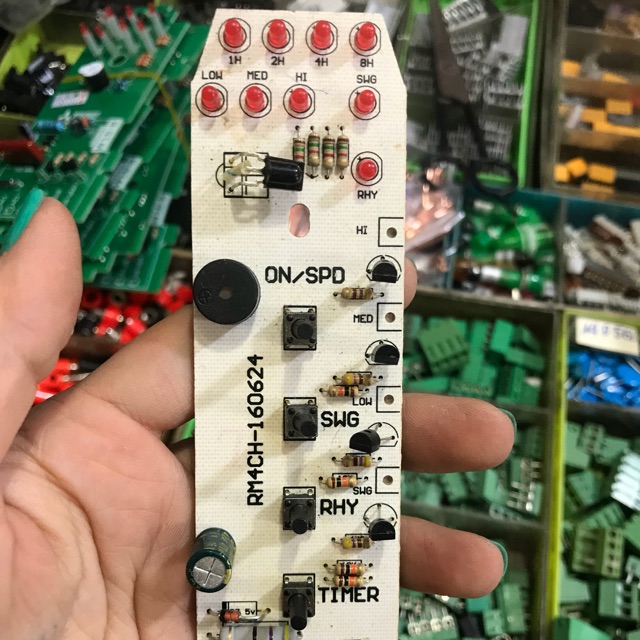 1H 2H 4H 8H
LOW MED HI SWG
RHY
HI
ON/SPD
MED
LOW
SWG
RM4CH-160624
SWG
RHY
TIMER
5V